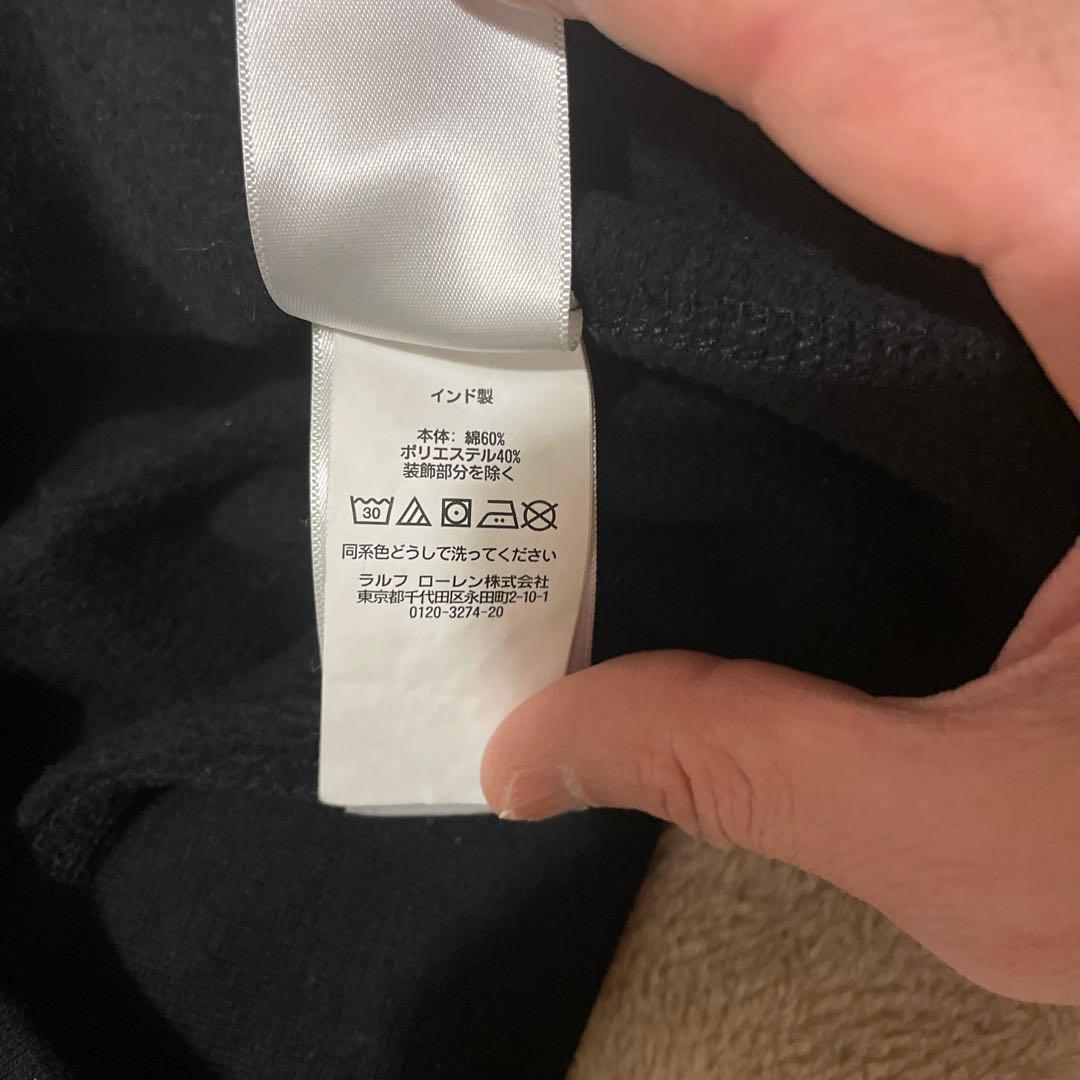 インド製
本体: 綿60%
ポリエステル40%
装飾部分を除く
30
同系色どうしで洗ってください
ラルフ ローレン株式会社
東京都千代田区永田町2-10-1
0120-3274-20